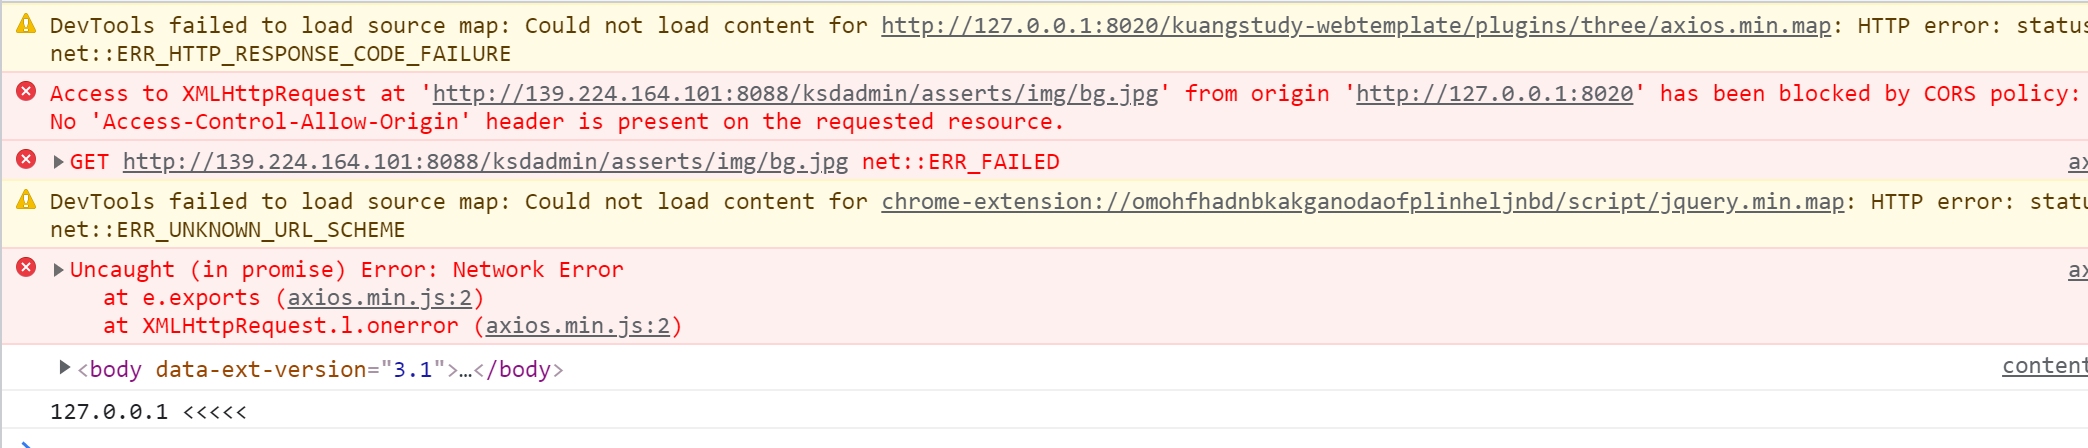 DevTools failed to load source map: Could not load content for http://127.0.0.1:8020/kuangstudy-webtemplate/plugins/three/axios.min.map: HTTP error: status
net::ERR_HTTP_RESPONSE_CODE_FAILURE
Access to XMLHttpRequest at 'http://139.224.164.101:8088/ksdadmin/asserts/img/bg.jpg' from origin 'http://127.0.0.1:8020' has been blocked by CORS policy:
No 'Access-Control-Allow-Origin' header is present on the requested resource.
GET http://139.224.164.101:8088/ksdadmin/asserts/img/bg.jpg net::ERR_FAILED ax
DevTools failed to load source map: Could not load content for chrome-extension://omohfhadnbkakganodaofplinheljnbd/script/jquery.min.map: HTTP error: statu
net::ERR_UNKNOWN_URL_SCHEME
Uncaught (in promise) Error: Network Error ax
at e.exports (axios.min.js:2)
at XMLHttpRequest.l.onerror (axios.min.js:2)
<body data-ext-version="3.1">…</body> content
127.0.0.1 <<<<<